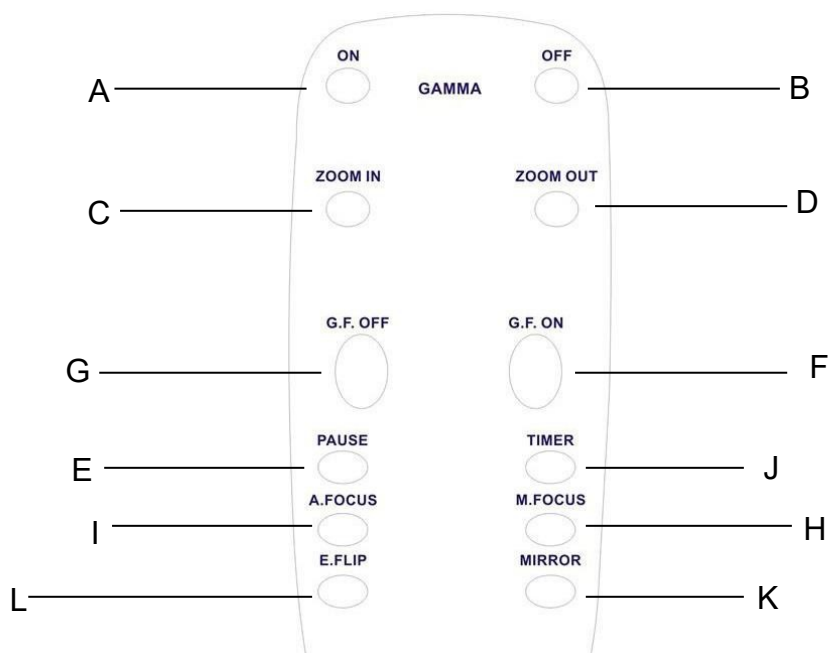 ON OFF
A GAMMA B
ZOOM IN ZOOM OUT
C D
G.F. OFF G.F. ON
G F
PAUSE TIMER
E J
A.FOCUS M.FOCUS
I H
E.FLIP MIRROR
L K